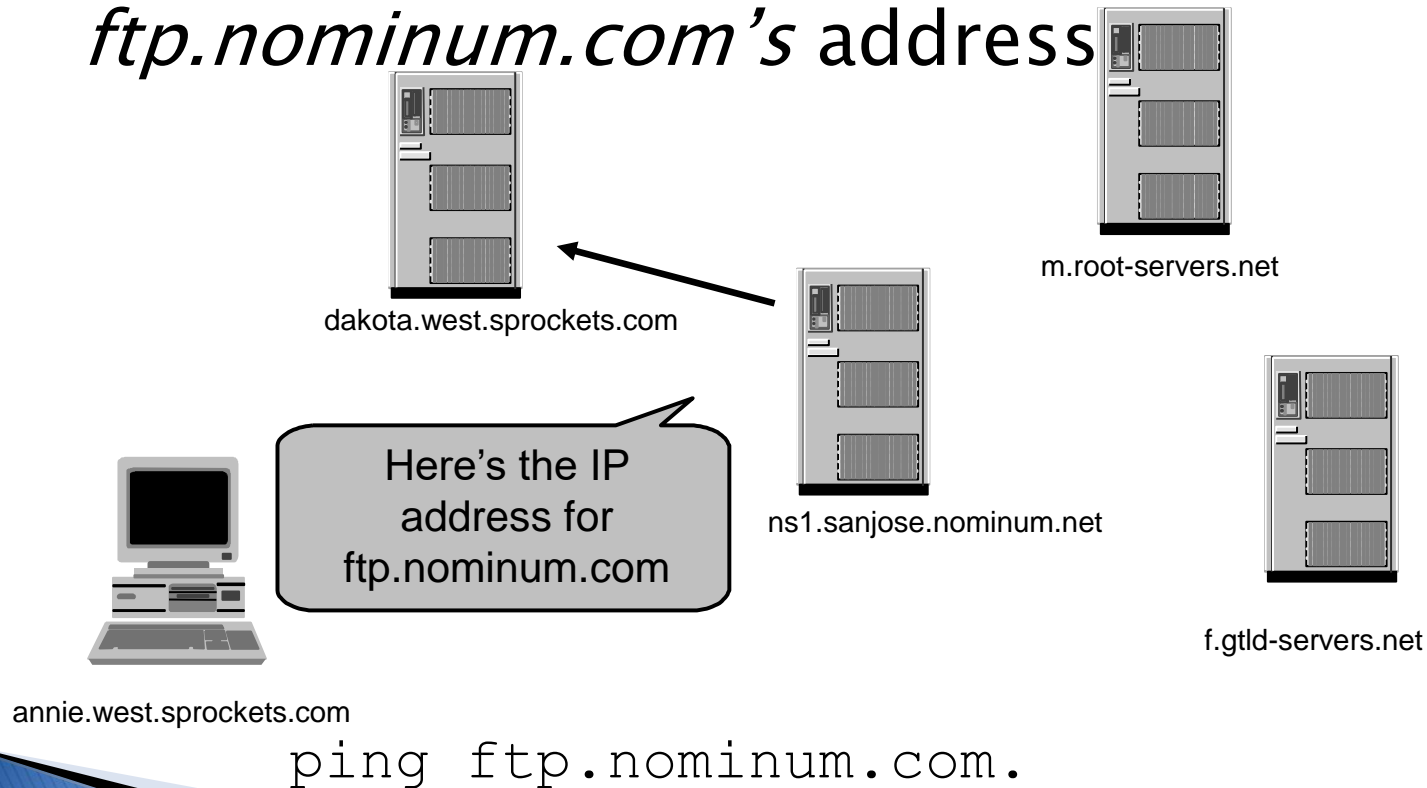 ftp.nominum.com’s address
m.root-servers.net
dakota.west.sprockets.com
Here’s the IP
address for
ftp.nominum.com
ns1.sanjose.nominum.net
f.gtld-servers.net
annie.west.sprockets.com
ping ftp.nominum.com.